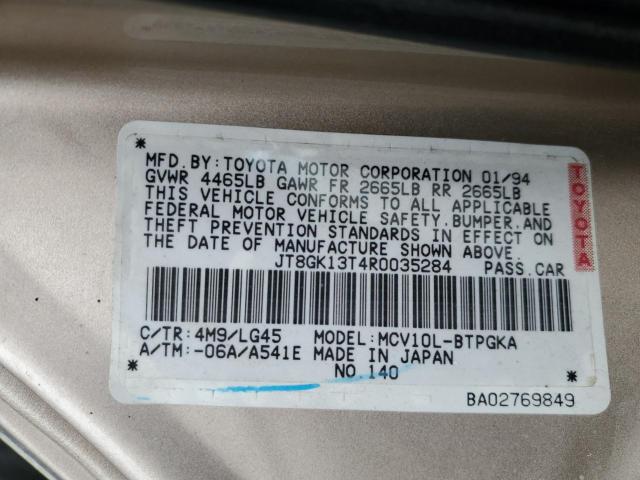 MFD.BY:TOYOTA MOTOR CORPORATION 01/94
GVWR 4465LB GAWR FR 2665LB RR 2665LB
THIS VEHICLE CONFORMS TO ALL APPLICABLE
FEDERAL MOTOR VEHICLE SAFETY,BUMPER,AND
THEFT PREVENTION STANDARDS IN EFFECT ON
THE DATE OF MANUFACTURE SHOWN ABOVE.
JT8GK13T4R0035284 PASS.CAR
TOYOTA
C/TR:4M9/LG45 MODEL:MCV10L-BTPGKA
A/TM:-06A/A541E MADE IN JAPAN
NO.140
BA02769849